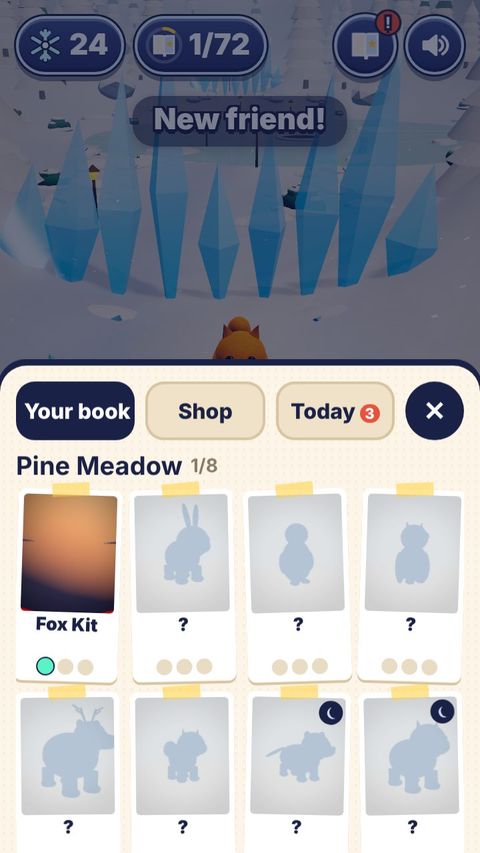 24
1/72
!
New friend!
Your book
Shop
Today 3
Pine Meadow 1/8
Fox Kit
?
?
?
?
?
?
?